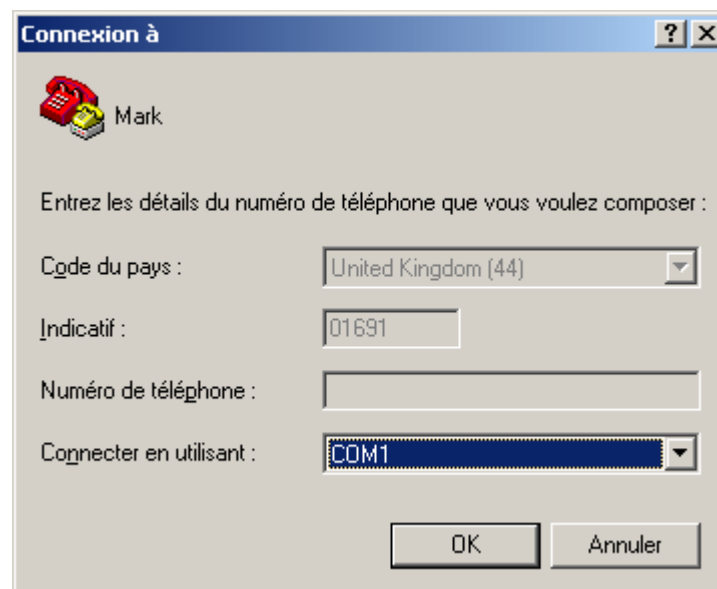 Connexion à
Mark
Entrez les détails du numéro de téléphone que vous voulez composer :
Code du pays : United Kingdom (44)
Indicatif : 01691
Numéro de téléphone :
Connecter en utilisant : COM1
OK Annuler